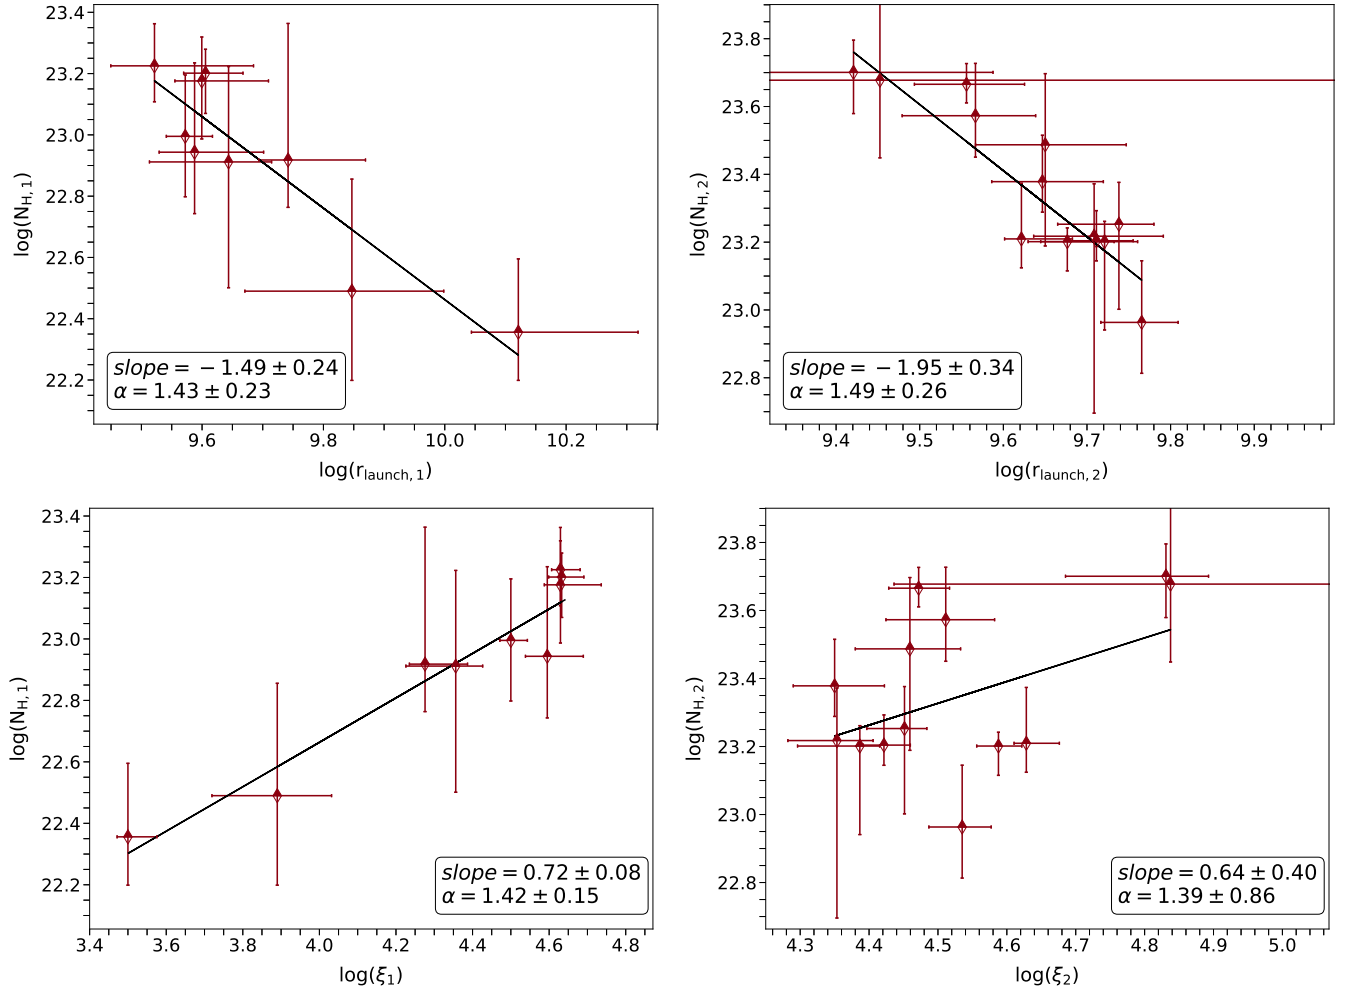 23.4
23.2
23.0
22.8
22.6
22.4
22.2
log(N_H,1)
slope = − 1.49 ± 0.24
α = 1.43 ± 0.23
9.6 9.8 10.0 10.2
log(r_launch,1)
23.8
23.6
23.4
23.2
23.0
22.8
log(N_H,2)
slope = − 1.95 ± 0.34
α = 1.49 ± 0.26
9.4 9.5 9.6 9.7 9.8 9.9
log(r_launch,2)
23.4
23.2
23.0
22.8
22.6
22.4
22.2
log(N_H,1)
slope = 0.72 ± 0.08
α = 1.42 ± 0.15
3.4 3.6 3.8 4.0 4.2 4.4 4.6 4.8
log(ξ₁)
23.8
23.6
23.4
23.2
23.0
22.8
log(N_H,2)
slope = 0.64 ± 0.40
α = 1.39 ± 0.86
4.3 4.4 4.5 4.6 4.7 4.8 4.9 5.0
log(ξ₂)